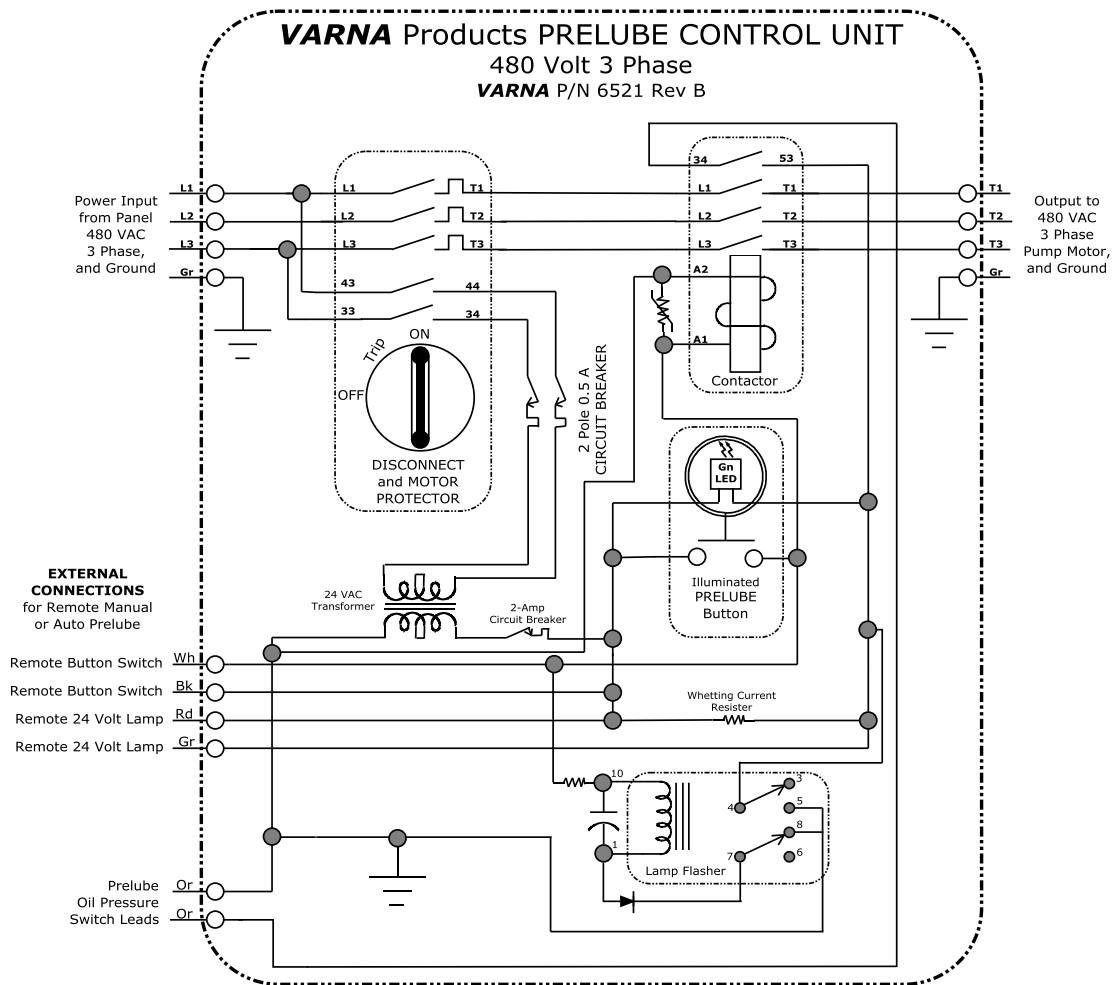 VARNA Products PRELUBE CONTROL UNIT
480 Volt 3 Phase
VARNA P/N 6521 Rev B
34
53
L1
L1
T1
L1
T1
T1
L2
L2
T2
L2
T2
T2
L3
L3
T3
L3
T3
T3
Gr
Gr
Power Input
from Panel
480 VAC
3 Phase,
and Ground
Output to
480 VAC
3 Phase
Pump Motor,
and Ground
43
44
33
34
A2
A1
Contactor
ON
Trip
OFF
DISCONNECT
and MOTOR
PROTECTOR
2 Pole 0.5 A
CIRCUIT BREAKER
Gn
LED
Illuminated
PRELUBE
Button
24 VAC
Transformer
2-Amp
Circuit Breaker
EXTERNAL
CONNECTIONS
for Remote Manual
or Auto Prelube
Remote Button Switch
Wh
Remote Button Switch
Bk
Remote 24 Volt Lamp
Rd
Remote 24 Volt Lamp
Gr
Whetting Current
Resister
10
1
3
4
5
8
7
6
Lamp Flasher
Prelube
Oil Pressure
Switch Leads
Or
Or